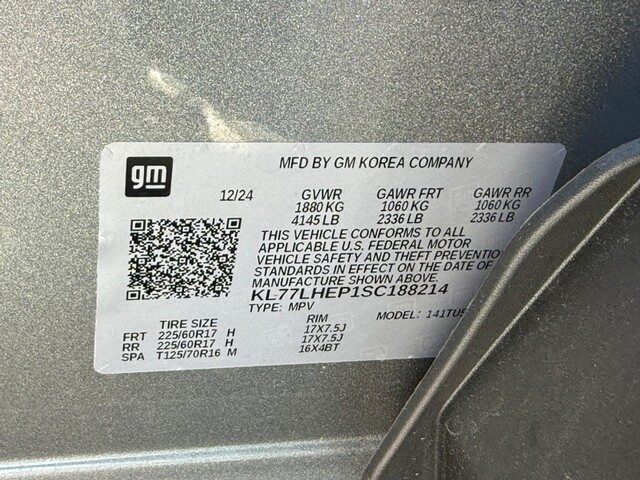 gm
MFD BY GM KOREA COMPANY
12/24 GVWR GAWR FRT GAWR RR
1880 KG 1060 KG 1060 KG
4145 LB 2336 LB 2336 LB
THIS VEHICLE CONFORMS TO ALL
APPLICABLE U.S. FEDERAL MOTOR
VEHICLE SAFETY AND THEFT PREVENTIO
STANDARDS IN EFFECT ON THE DATE OF
MANUFACTURE SHOWN ABOVE.
KL77LHEP1SC188214
TYPE: MPV MODEL: 141TU5
TIRE SIZE RIM
FRT 225/60R17 H 17X7.5J
RR 225/60R17 H 17X7.5J
SPA T125/70R16 M 16X4BT